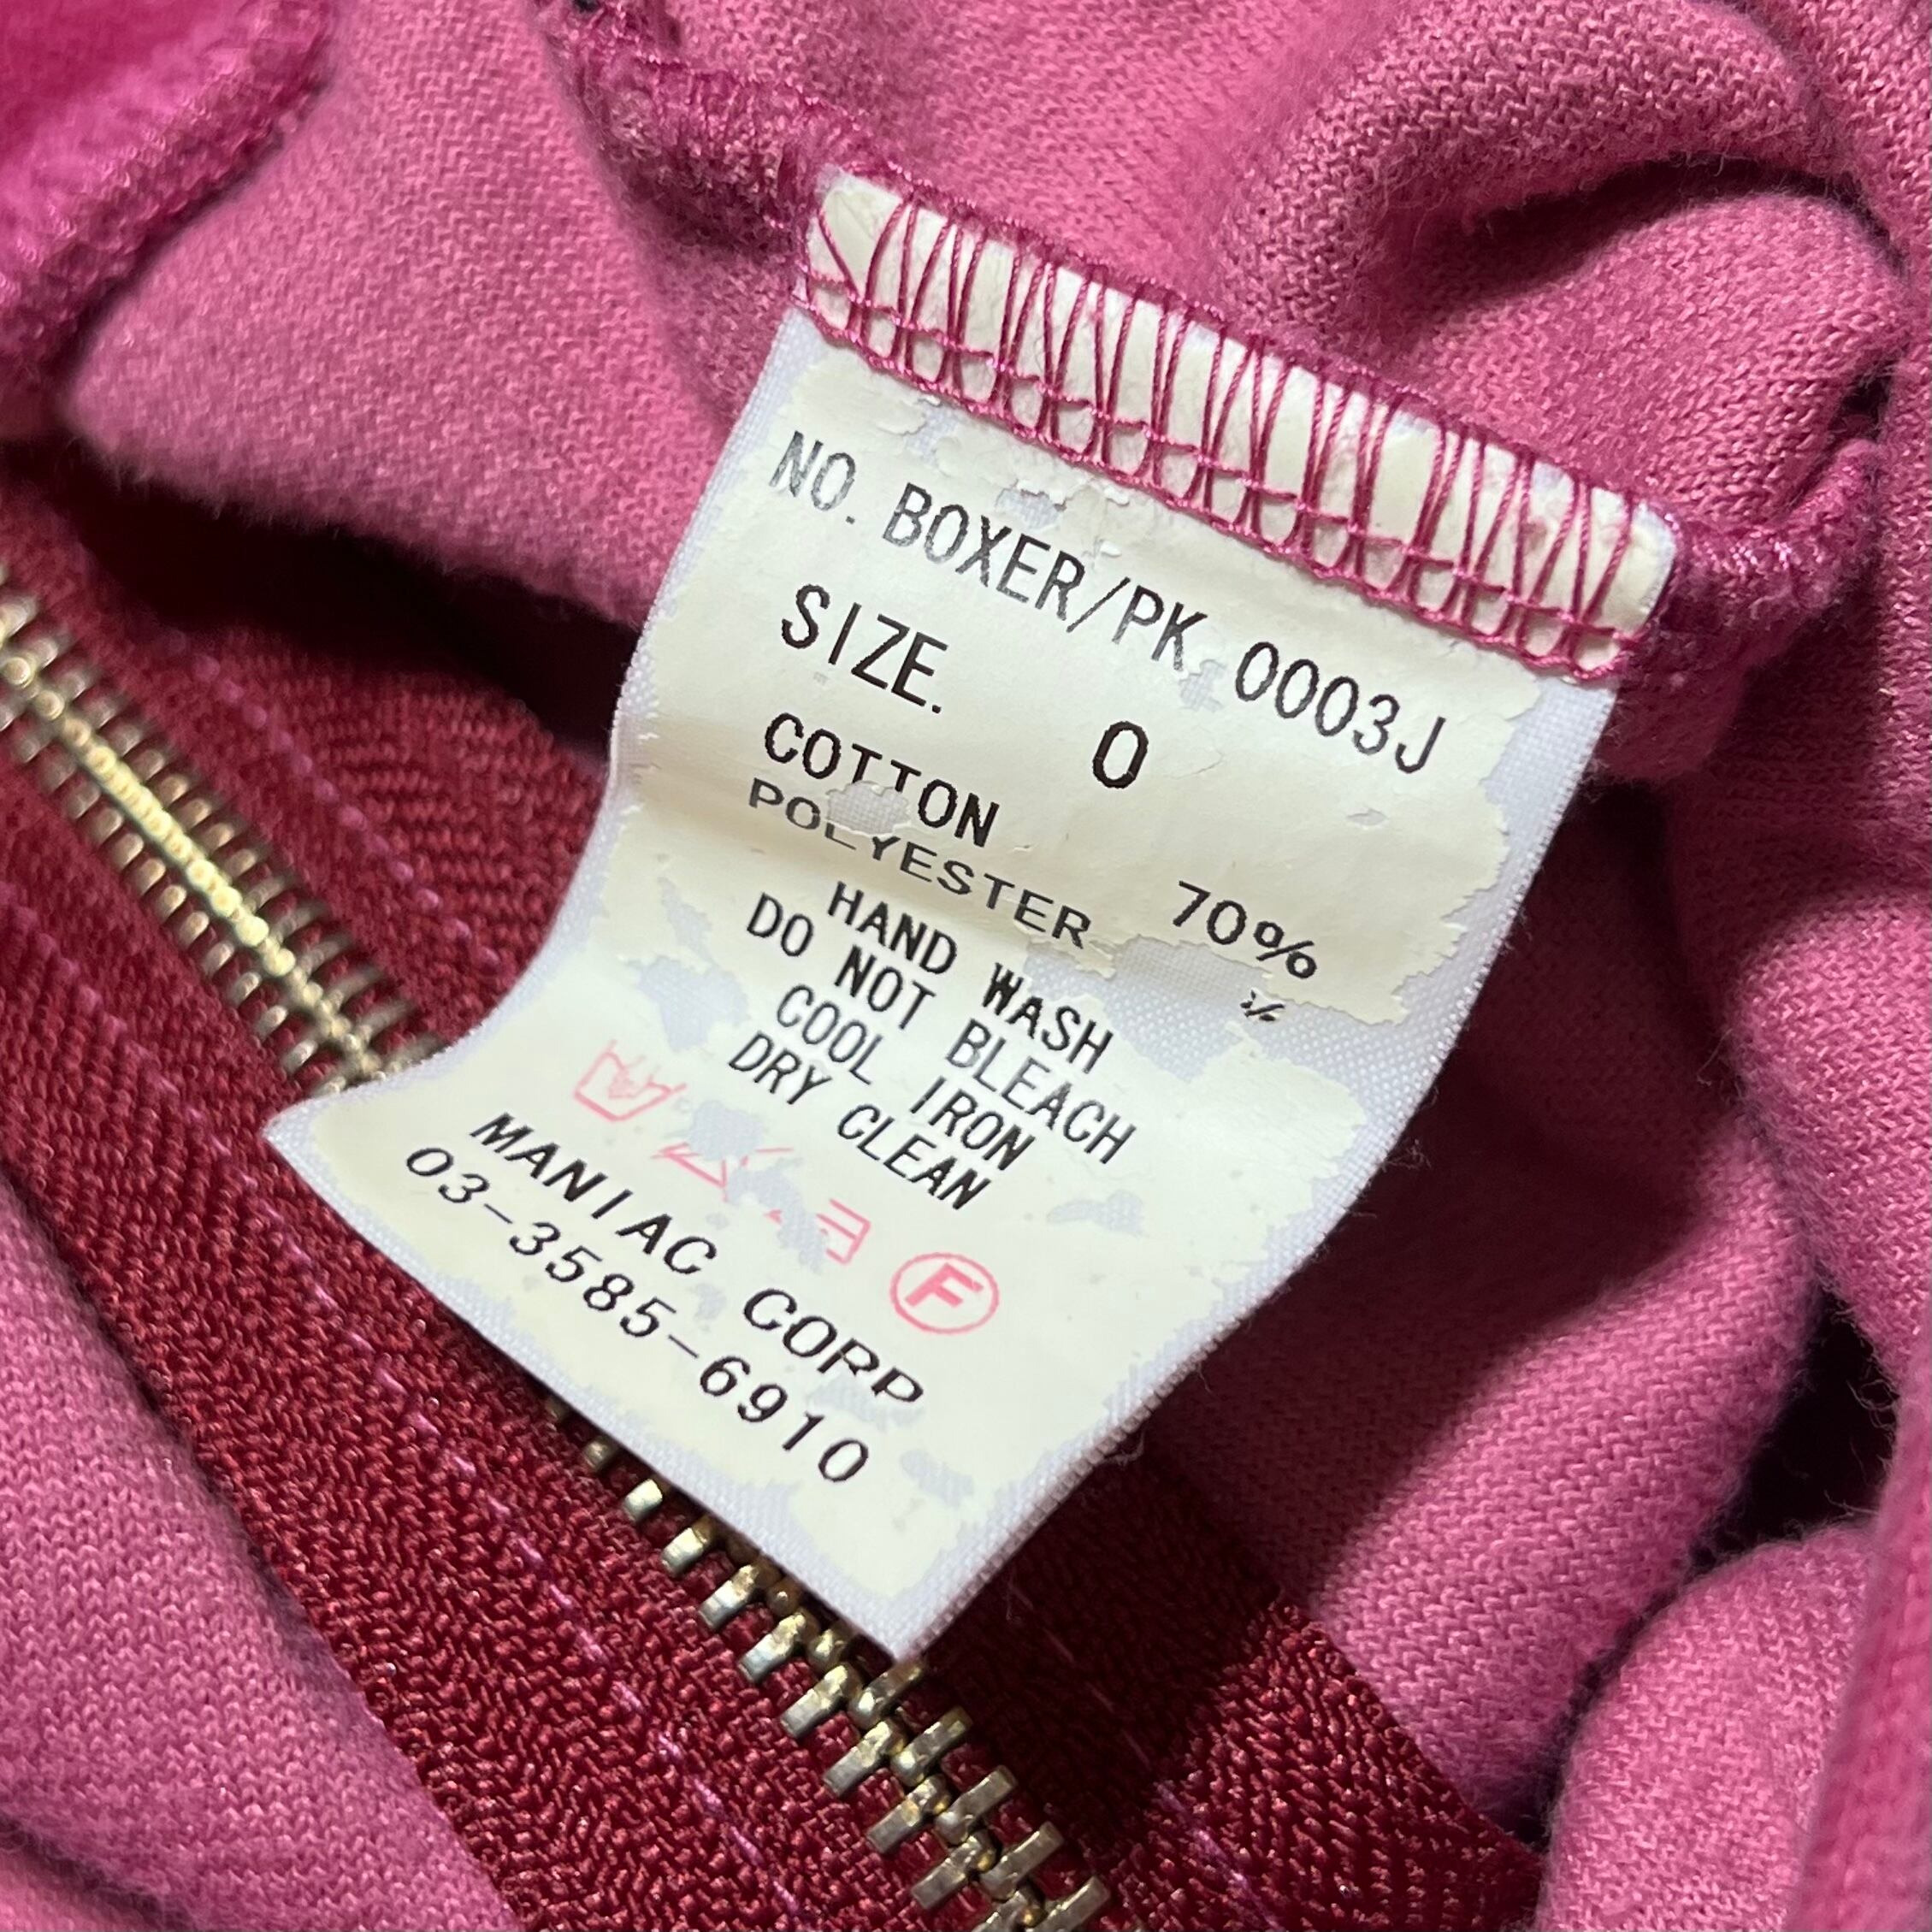 NO. BOXER/PK 0003J
SIZE. 0
COTTON 70%
POLYESTER
HAND WASH
DO NOT BLEACH
COOL IRON
DRY CLEAN
F
MANIAC CORP
03-3585-6910